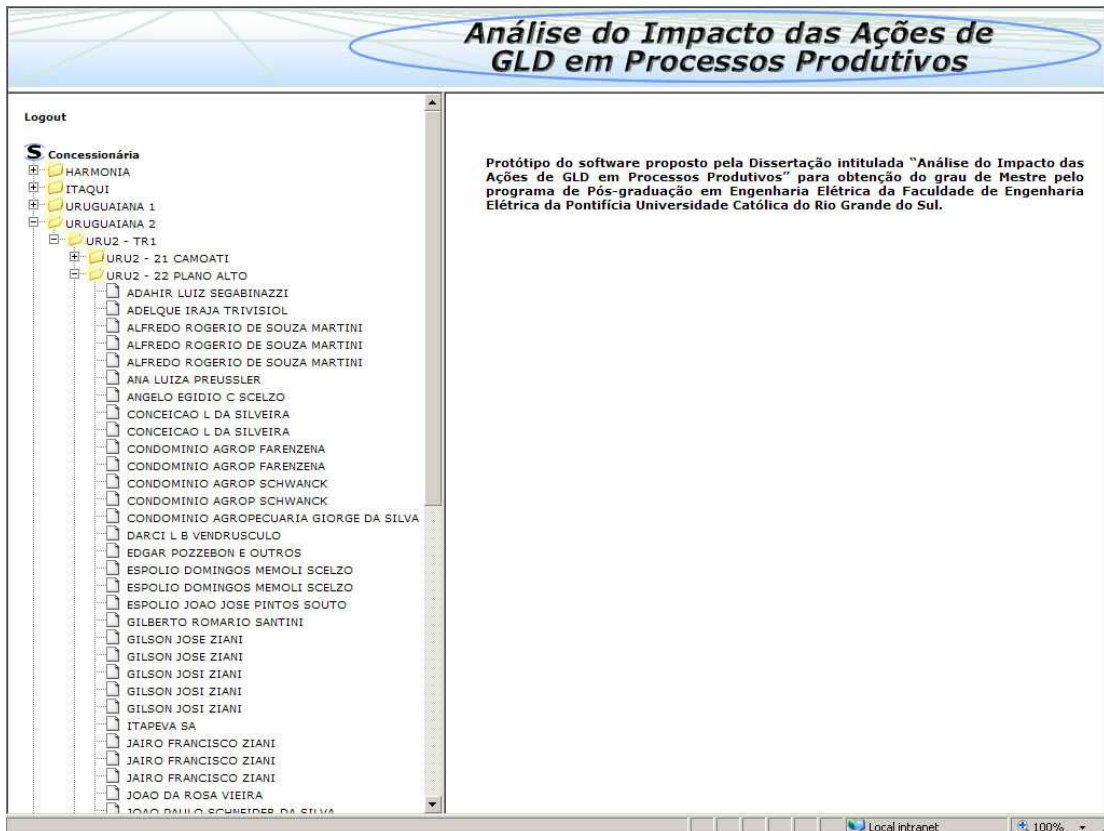 Análise do Impacto das Ações de
GLD em Processos Produtivos
Logout
S Concessionária
HARMONIA
ITAQUI
URUGUAIANA 1
URUGUAIANA 2
URU2 - TR1
URU2 - 21 CAMOATI
URU2 - 22 PLANO ALTO
ADAHIR LUIZ SEGABINAZZI
ADELQUE IRAJA TRIVISIOL
ALFREDO ROGERIO DE SOUZA MARTINI
ALFREDO ROGERIO DE SOUZA MARTINI
ALFREDO ROGERIO DE SOUZA MARTINI
ANA LUIZA PREUSSLER
ANGELO EGIDIO C SCELZO
CONCEICAO L DA SILVEIRA
CONCEICAO L DA SILVEIRA
CONDOMINIO AGROP FARENZENA
CONDOMINIO AGROP FARENZENA
CONDOMINIO AGROP SCHWANCK
CONDOMINIO AGROP SCHWANCK
CONDOMINIO AGROPECUARIA GIORGE DA SILVA
DARCI L B VENDRUSCULO
EDGAR POZZEBON E OUTROS
ESPOLIO DOMINGOS MEMOLI SCELZO
ESPOLIO DOMINGOS MEMOLI SCELZO
ESPOLIO JOAO JOSE PINTOS SOUTO
GILBERTO ROMARIO SANTINI
GILSON JOSE ZIANI
GILSON JOSE ZIANI
GILSON JOSI ZIANI
GILSON JOSI ZIANI
GILSON JOSI ZIANI
ITAPEVA SA
JAIRO FRANCISCO ZIANI
JAIRO FRANCISCO ZIANI
JAIRO FRANCISCO ZIANI
JOAO DA ROSA VIEIRA
JOAO PAULO SCHNEIDER DA SILVA
Protótipo do software proposto pela Dissertação intitulada “Análise do Impacto das
Ações de GLD em Processos Produtivos” para obtenção do grau de Mestre pelo
programa de Pós-graduação em Engenharia Elétrica da Faculdade de Engenharia
Elétrica da Pontifícia Universidade Católica do Rio Grande do Sul.
Local intranet
100%